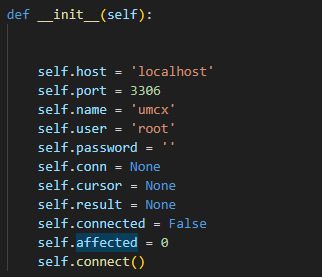 def __init__(self):
self.host = 'localhost'
self.port = 3306
self.name = 'umcx'
self.user = 'root'
self.password = ''
self.conn = None
self.cursor = None
self.result = None
self.connected = False
self.affected = 0
self.connect()